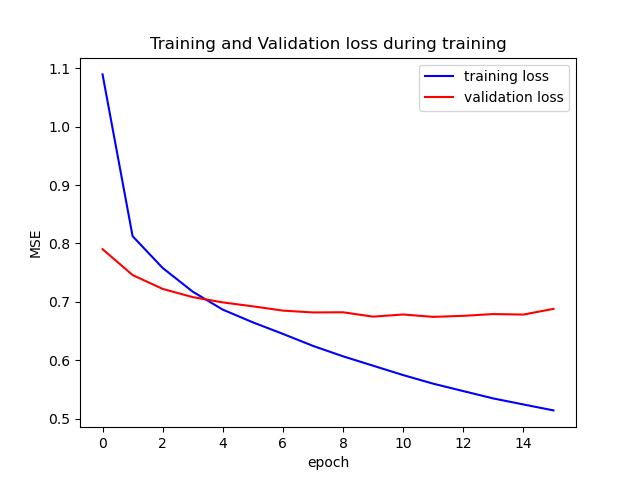 Training and Validation loss during training
training loss
validation loss
MSE
1.1
1.0
0.9
0.8
0.7
0.6
0.5
0 2 4 6 8 10 12 14
epoch